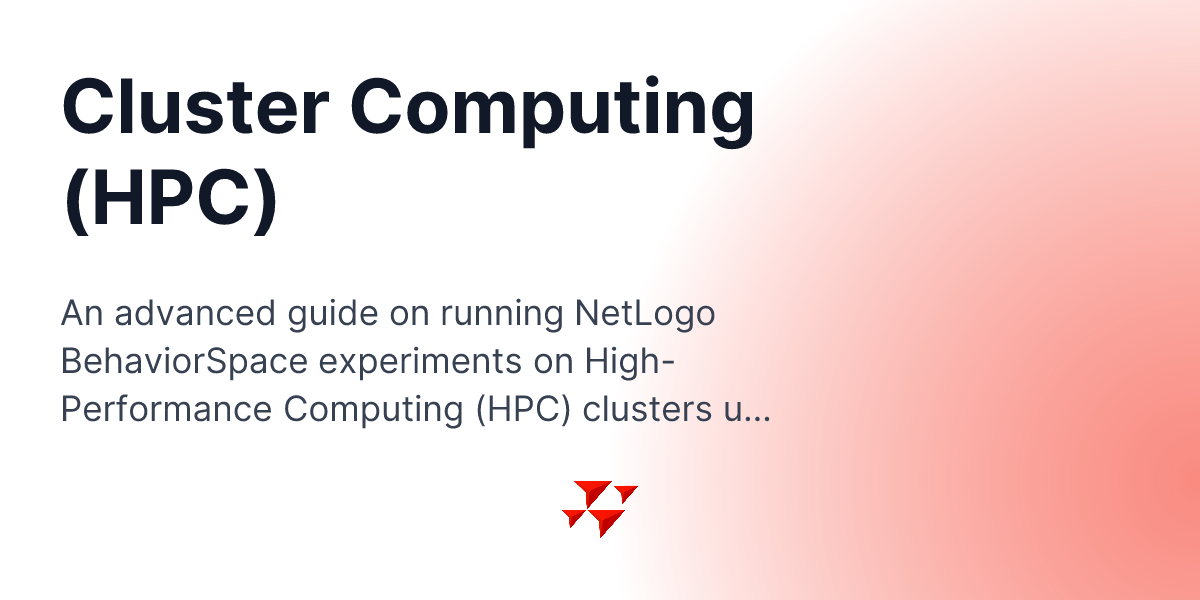 Cluster Computing
(HPC)
An advanced guide on running NetLogo
BehaviorSpace experiments on High-
Performance Computing (HPC) clusters u...